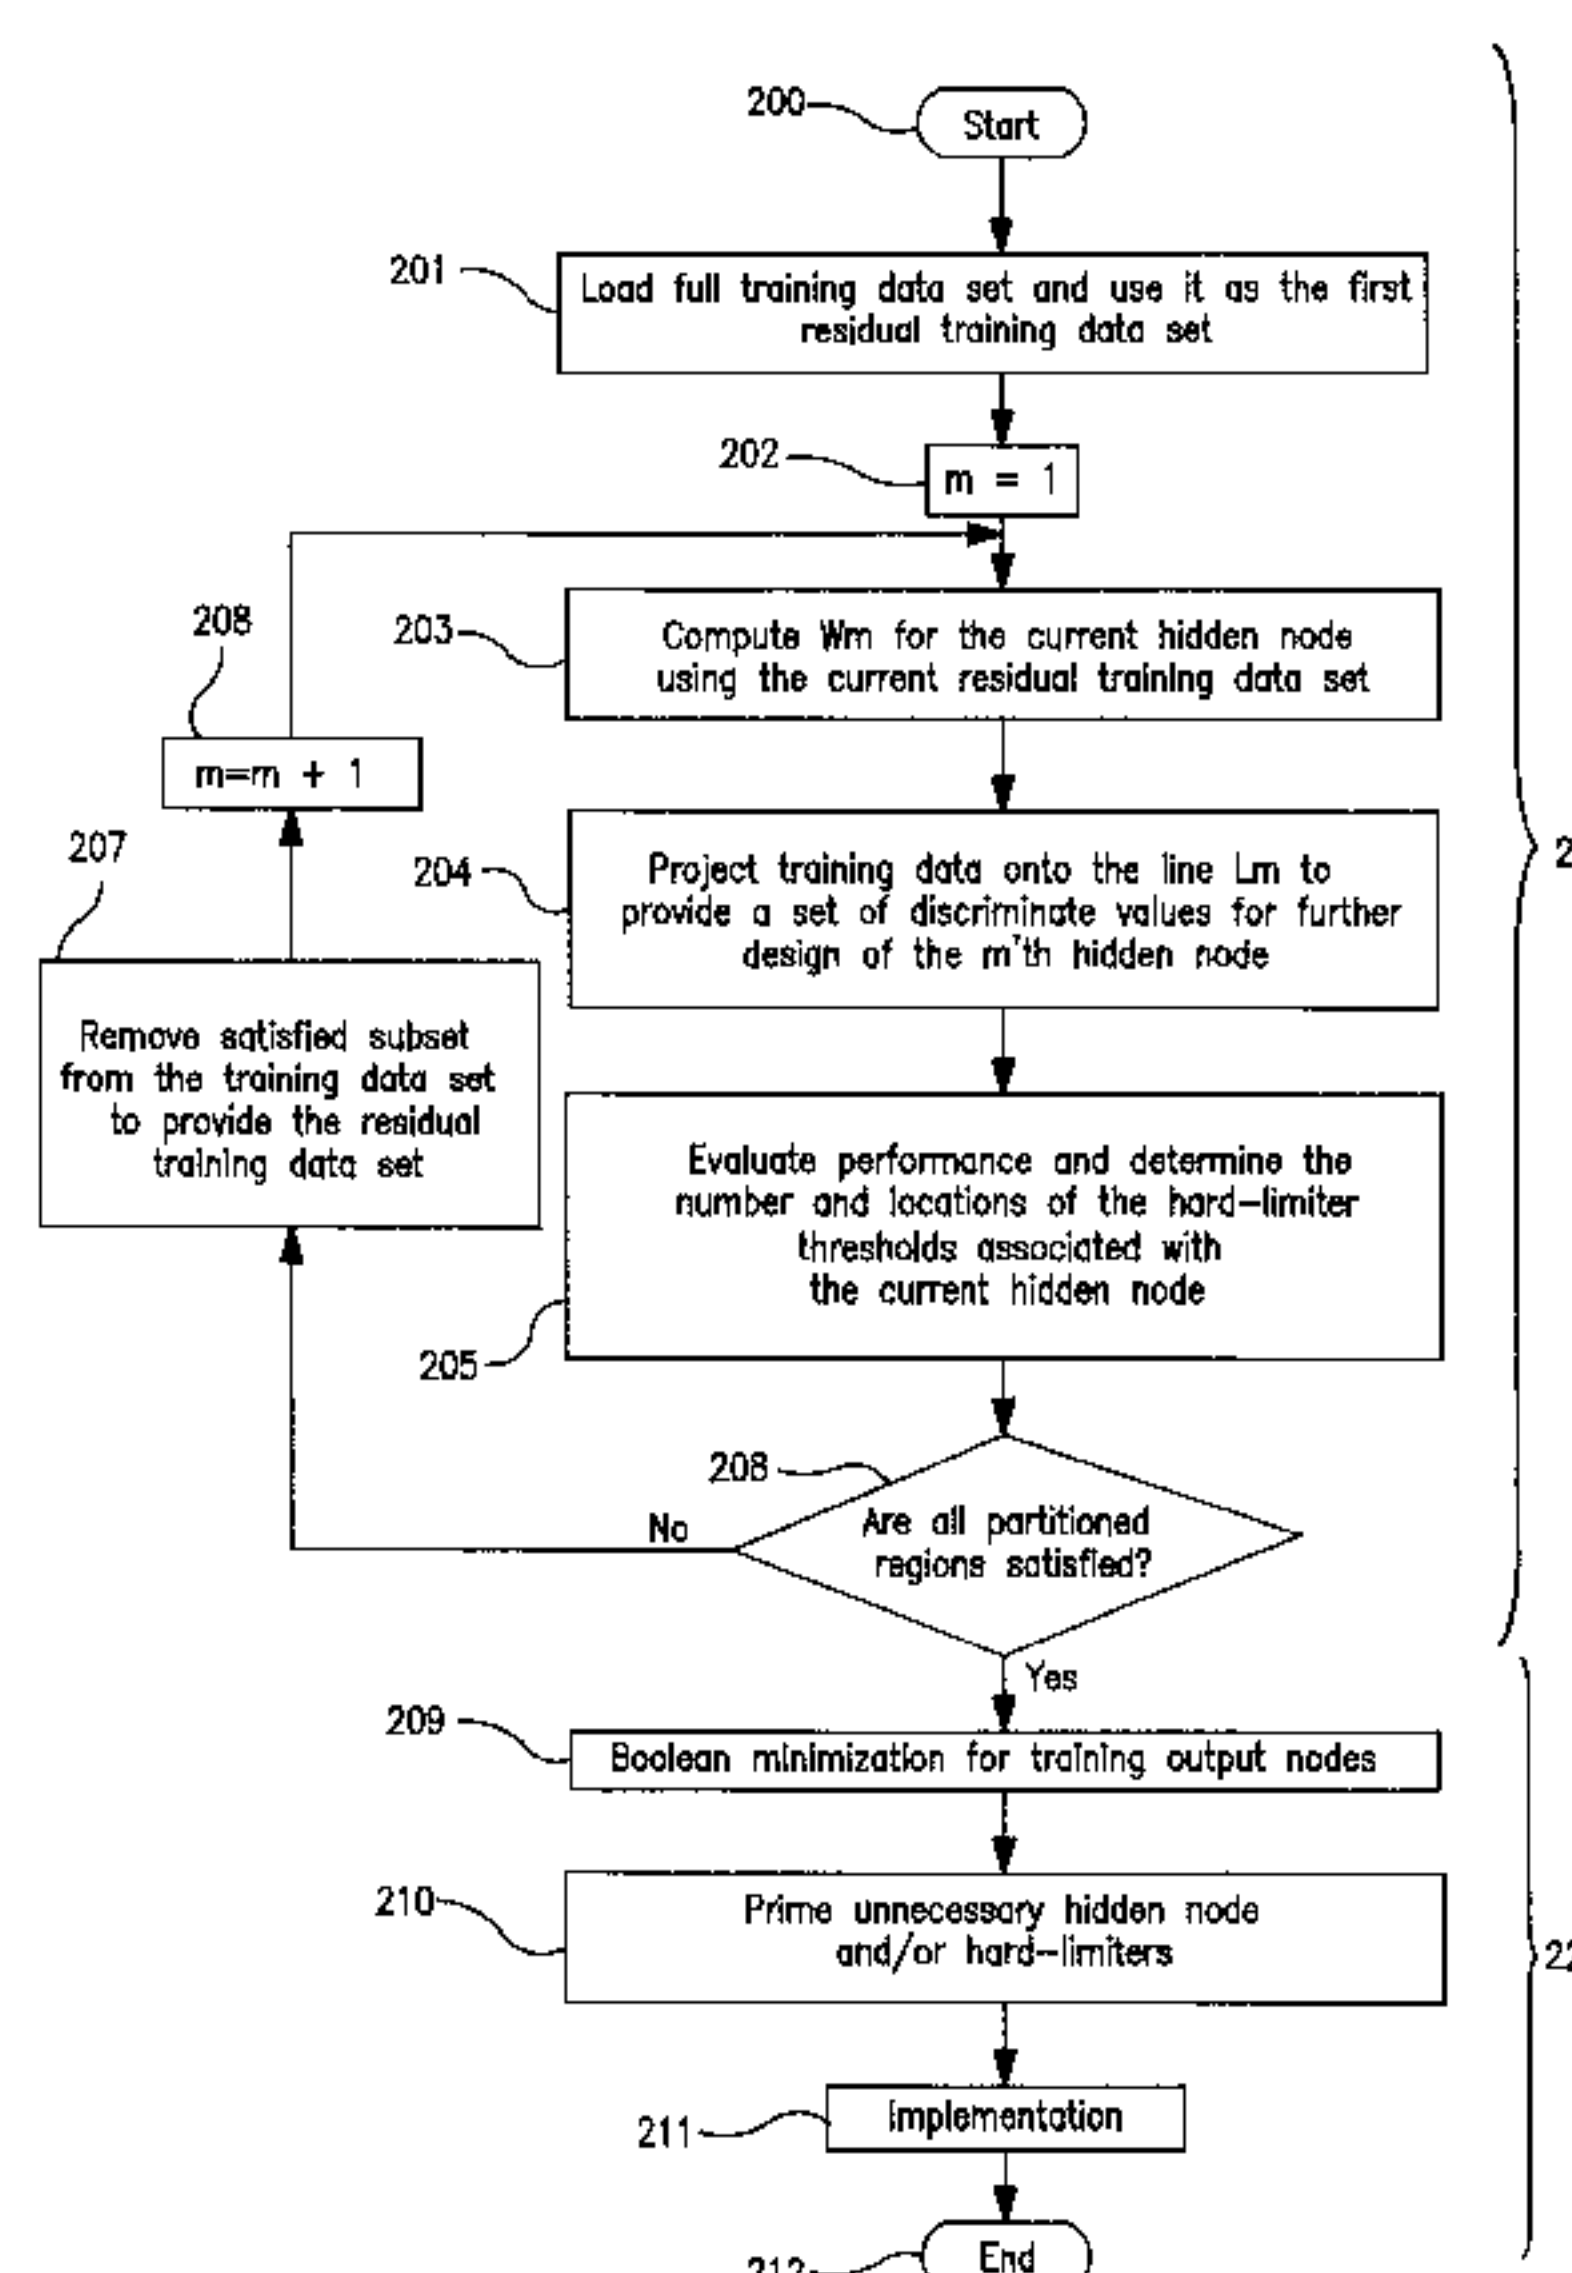 200
Start
201
Load full training data set and use it as the first
residual training data set
202
m = 1
208
203
Compute Wm for the current hidden node
using the current residual training data set
m=m + 1
207
204
Project training data onto the line Lm to
provide a set of discriminate values for further
design of the m'th hidden node
Remove satisfied subset
from the training data set
to provide the residual
training data set
Evaluate performance and determine the
number and locations of the hard-limiter
thresholds associated with
the current hidden node
205
208
Are all partitioned
regions satisfied?
No
Yes
209
Boolean minimization for training output nodes
210
Prime unnecessary hidden node
and/or hard-limiters
211
Implementation
End